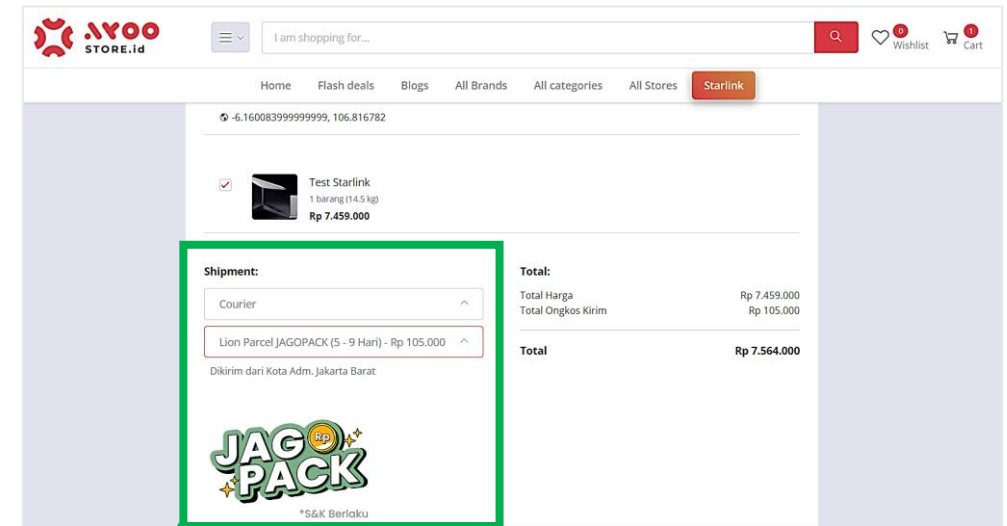 AYOO
STORE.id
I am shopping for...
0
Wishlist
1
Cart
Home Flash deals Blogs All Brands All categories All Stores Starlink
-6.160083999999999, 106.816782
Test Starlink
1 barang (14.5 kg)
Rp 7.459.000
Shipment:
Courier
Lion Parcel JAGOPACK (5 - 9 Hari) - Rp 105.000
Dikirim dari Kota Adm. Jakarta Barat
JAGO
Rp
PACK
*S&K Berlaku
Total:
Total Harga Rp 7.459.000
Total Ongkos Kirim Rp 105.000
Total Rp 7.564.000